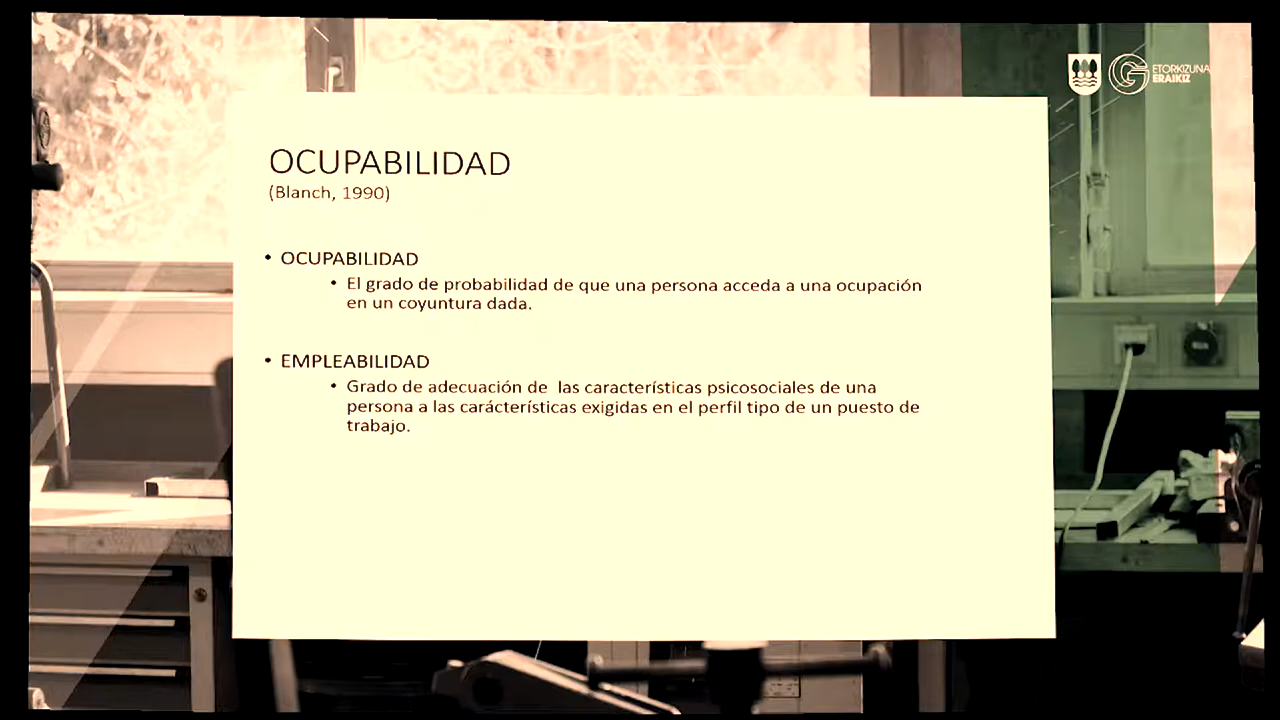 ETORKIZUNA
ERAIKIZ
OCUPABILIDAD
(Blanch, 1990)
• OCUPABILIDAD
• El grado de probabilidad de que una persona acceda a una ocupación
en un coyuntura dada.
• EMPLEABILIDAD
• Grado de adecuación de  las características psicosociales de una
persona a las carácterísticas exigidas en el perfil tipo de un puesto de
trabajo.